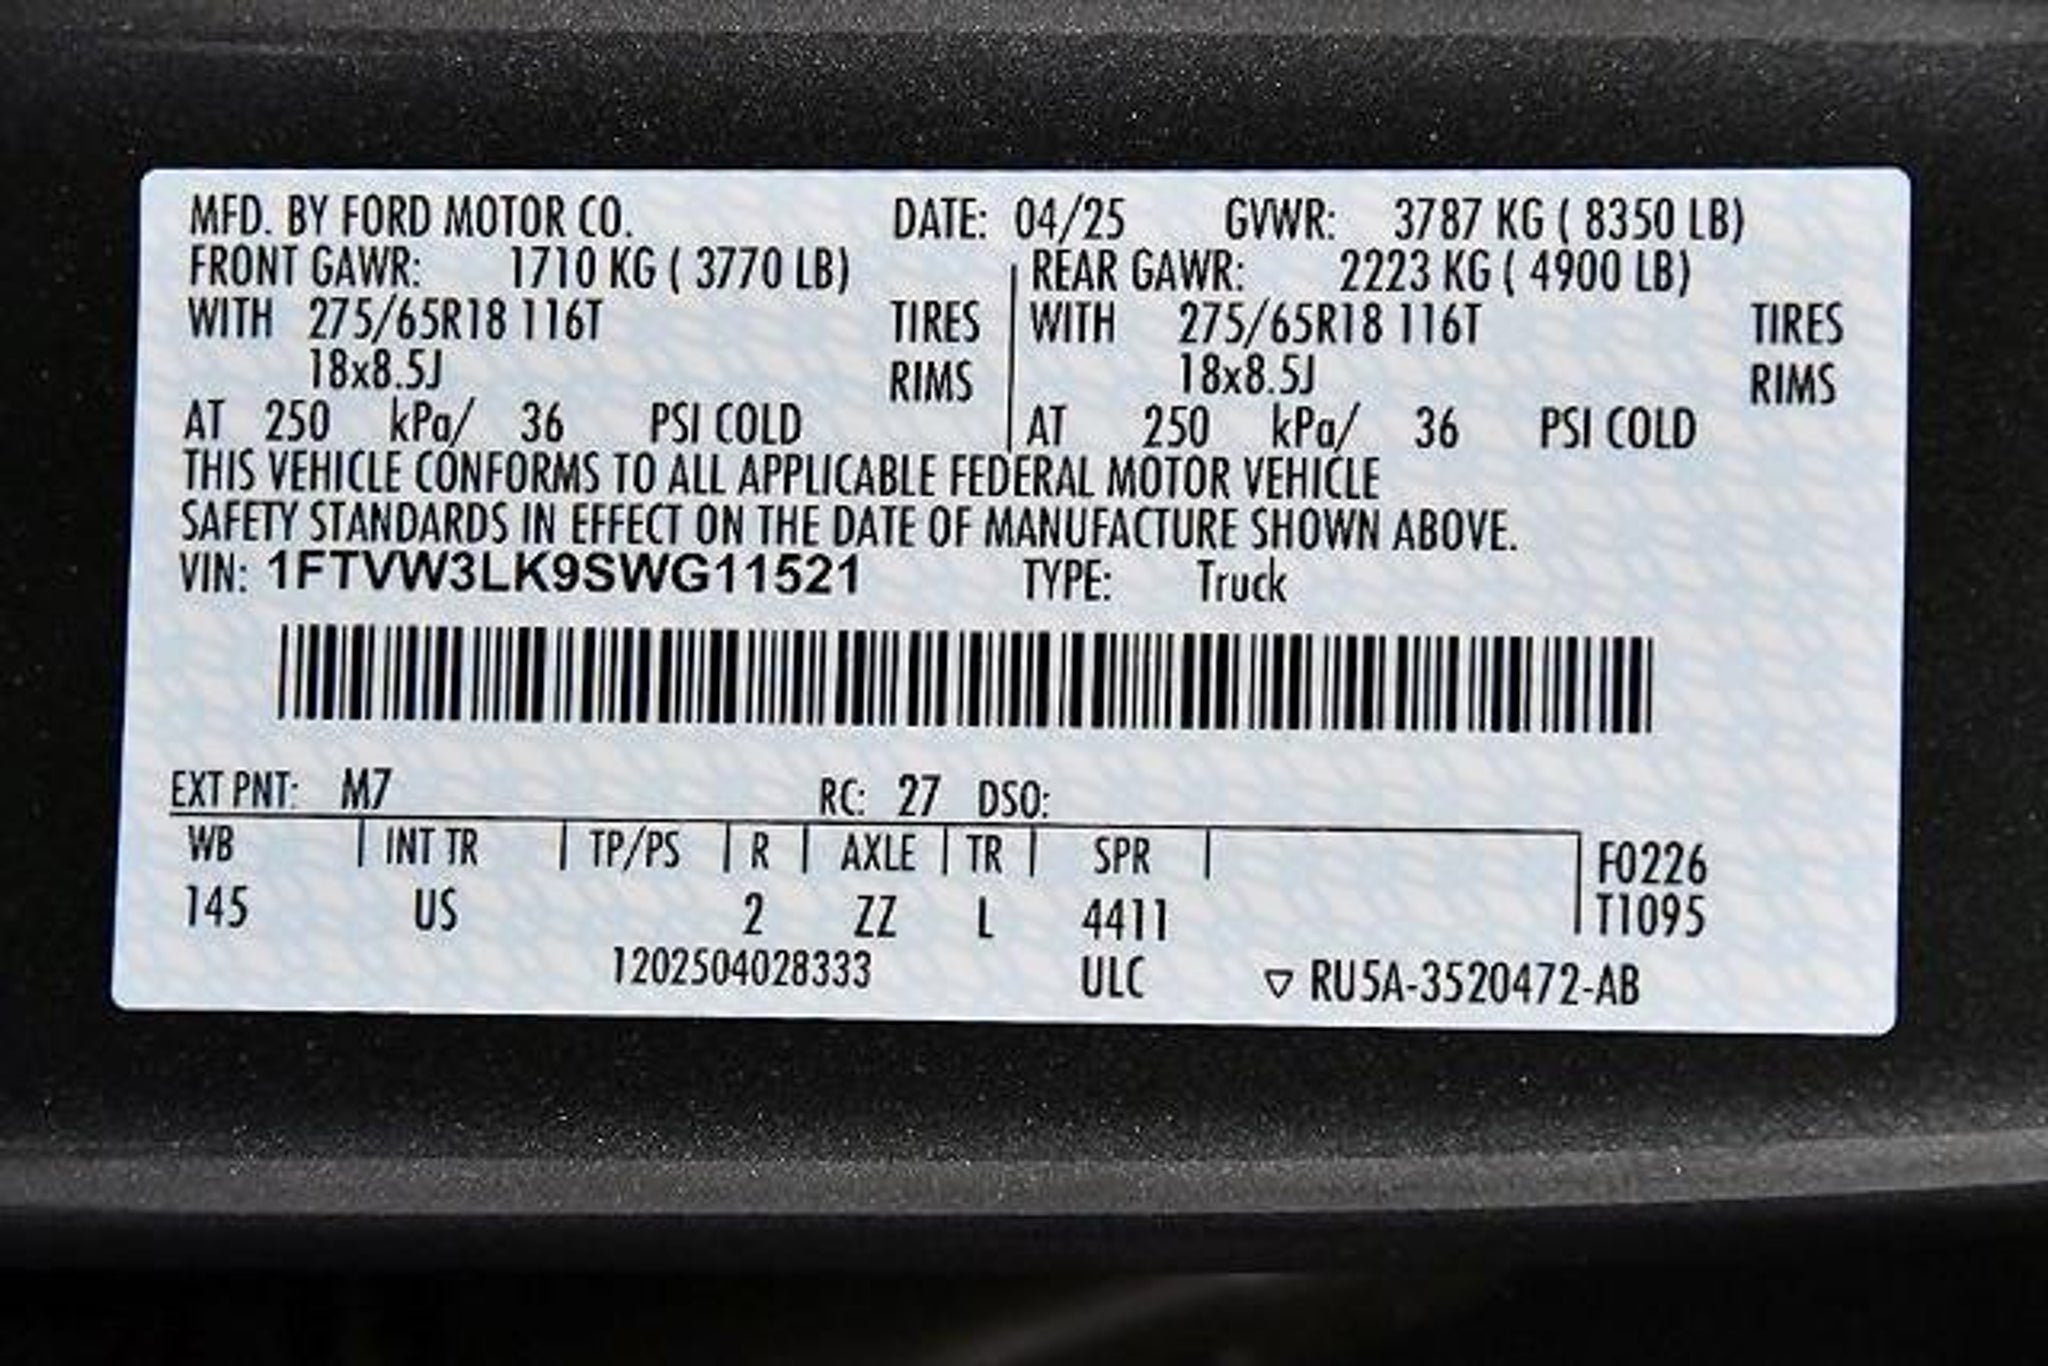 MFD. BY FORD MOTOR CO. DATE: 04/25 GVWR: 3787 KG ( 8350 LB)
FRONT GAWR: 1710 KG ( 3770 LB) REAR GAWR: 2223 KG ( 4900 LB)
WITH 275/65R18 116T TIRES WITH 275/65R18 116T TIRES
18x8.5J RIMS 18x8.5J RIMS
AT 250 kPa/ 36 PSI COLD AT 250 kPa/ 36 PSI COLD
THIS VEHICLE CONFORMS TO ALL APPLICABLE FEDERAL MOTOR VEHICLE
SAFETY STANDARDS IN EFFECT ON THE DATE OF MANUFACTURE SHOWN ABOVE.
VIN: 1FTVW3LK9SWG11521 TYPE: Truck
EXT PNT: M7 RC: 27 DSO:
WB INT TR TP/PS R AXLE TR SPR F0226
145 US 2 ZZ L 4411 T1095
1202504028333 ULC ▽ RU5A-3520472-AB